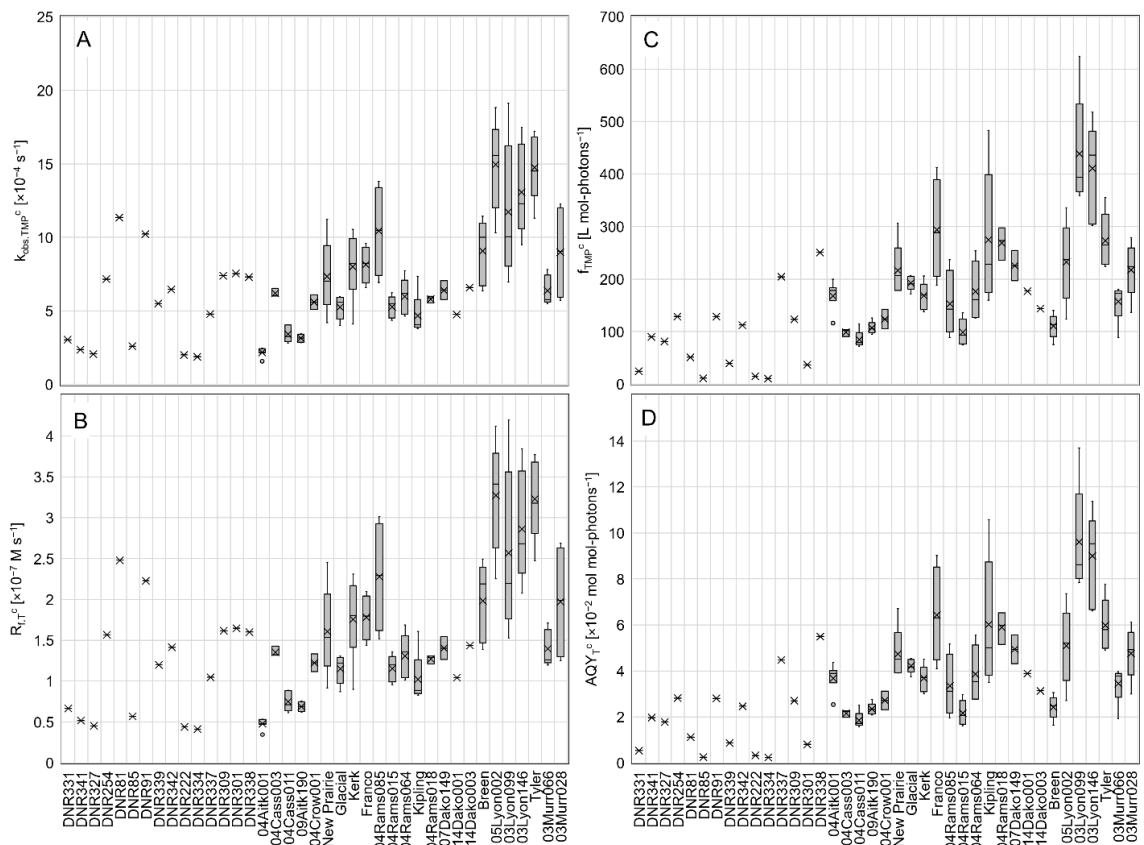 A
25
20
15
10
5
0
k_obs,TMP^c [×10⁻⁴ s⁻¹]
C
700
600
500
400
300
200
100
0
f_TMP^c [L mol-photons⁻¹]
B
4
3.5
3
2.5
2
1.5
1
0.5
0
R_f,T^c [×10⁻⁷ M s⁻¹]
D
14
12
10
8
6
4
2
0
AQY_T^c [×10⁻² mol mol-photons⁻¹]
DNR331
DNR341
DNR327
DNR254
DNR81
DNR85
DNR91
DNR339
DNR342
DNR222
DNR334
DNR337
DNR309
DNR301
DNR338
04Aitk001
04Cass003
04Cass011
09Aitk190
04Crow001
New Prairie
Glacial
Kerk
Franco
04Rams085
04Rams015
04Rams064
Kipling
04Rams018
07Dako149
14Dako001
14Dako003
Breen
05Lyon002
03Lyon099
03Lyon146
Tyler
03Murr066
03Murr028
DNR331
DNR341
DNR327
DNR254
DNR81
DNR85
DNR91
DNR339
DNR342
DNR222
DNR334
DNR337
DNR309
DNR301
DNR338
04Aitk001
04Cass003
04Cass011
09Aitk190
04Crow001
New Prairie
Glacial
Kerk
Franco
04Rams085
04Rams015
04Rams064
Kipling
04Rams018
07Dako149
14Dako001
14Dako003
Breen
05Lyon002
03Lyon099
03Lyon146
Tyler
03Murr066
03Murr028